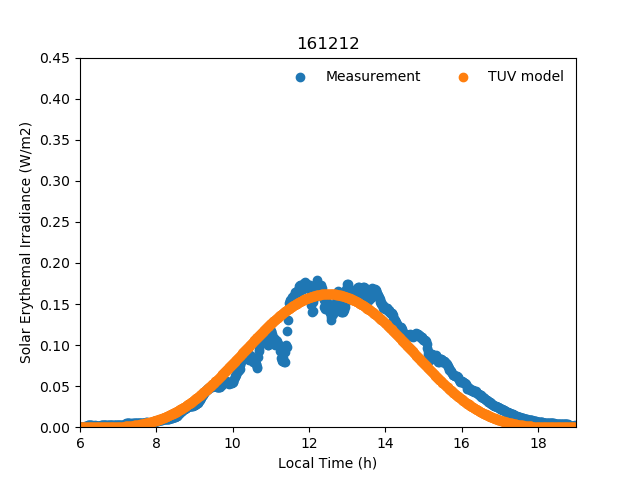 161212
Measurement
TUV model
Solar Erythemal Irradiance (W/m2)
0.45
0.40
0.35
0.30
0.25
0.20
0.15
0.10
0.05
0.00
6 8 10 12 14 16 18
Local Time (h)